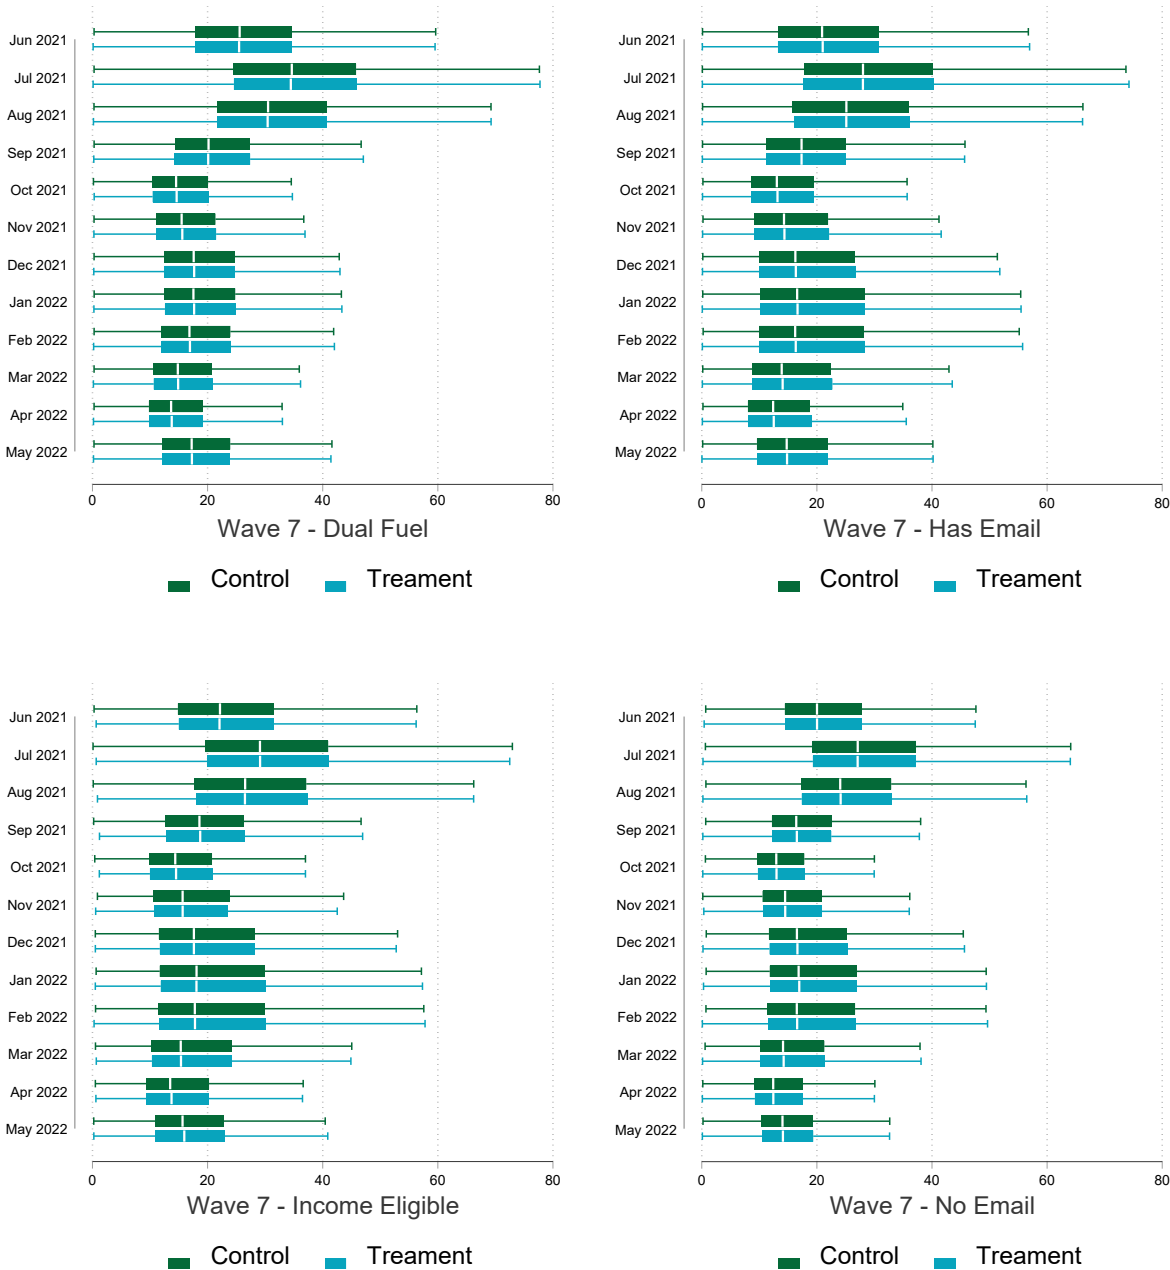 Jun 2021
Jul 2021
Aug 2021
Sep 2021
Oct 2021
Nov 2021
Dec 2021
Jan 2022
Feb 2022
Mar 2022
Apr 2022
May 2022
0 20 40 60 80
Wave 7 - Dual Fuel
Control Treament
Jun 2021
Jul 2021
Aug 2021
Sep 2021
Oct 2021
Nov 2021
Dec 2021
Jan 2022
Feb 2022
Mar 2022
Apr 2022
May 2022
0 20 40 60 80
Wave 7 - Has Email
Control Treament
Jun 2021
Jul 2021
Aug 2021
Sep 2021
Oct 2021
Nov 2021
Dec 2021
Jan 2022
Feb 2022
Mar 2022
Apr 2022
May 2022
0 20 40 60 80
Wave 7 - Income Eligible
Control Treament
Jun 2021
Jul 2021
Aug 2021
Sep 2021
Oct 2021
Nov 2021
Dec 2021
Jan 2022
Feb 2022
Mar 2022
Apr 2022
May 2022
0 20 40 60 80
Wave 7 - No Email
Control Treament